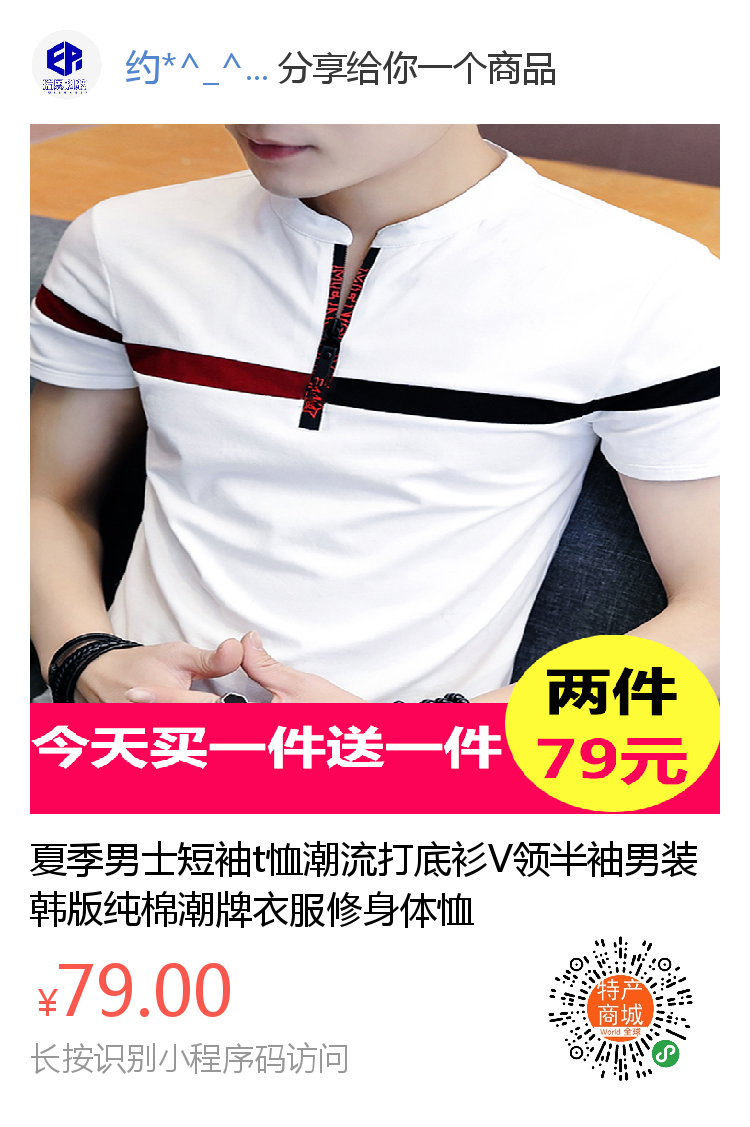 约*^_^... 分享给你一个商品
今天买一件送一件
两件
79元
夏季男士短袖t恤潮流打底衫V领半袖男装
韩版纯棉潮牌衣服修身体恤
¥79.00
长按识别小程序码访问
特产
商城
World 全球